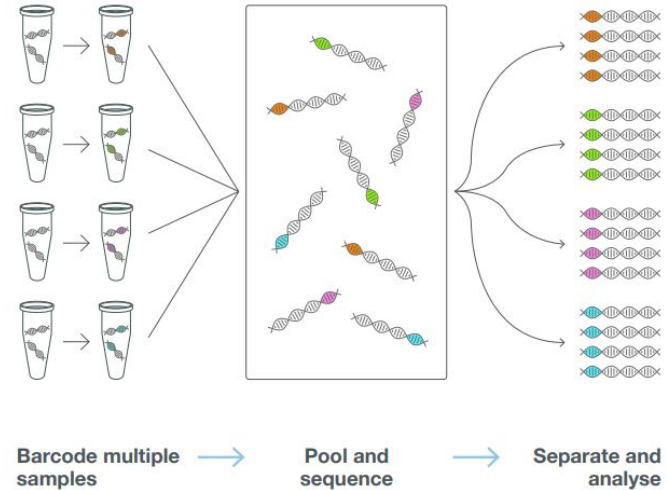 Barcode multiple
samples
Pool and
sequence
Separate and
analyse